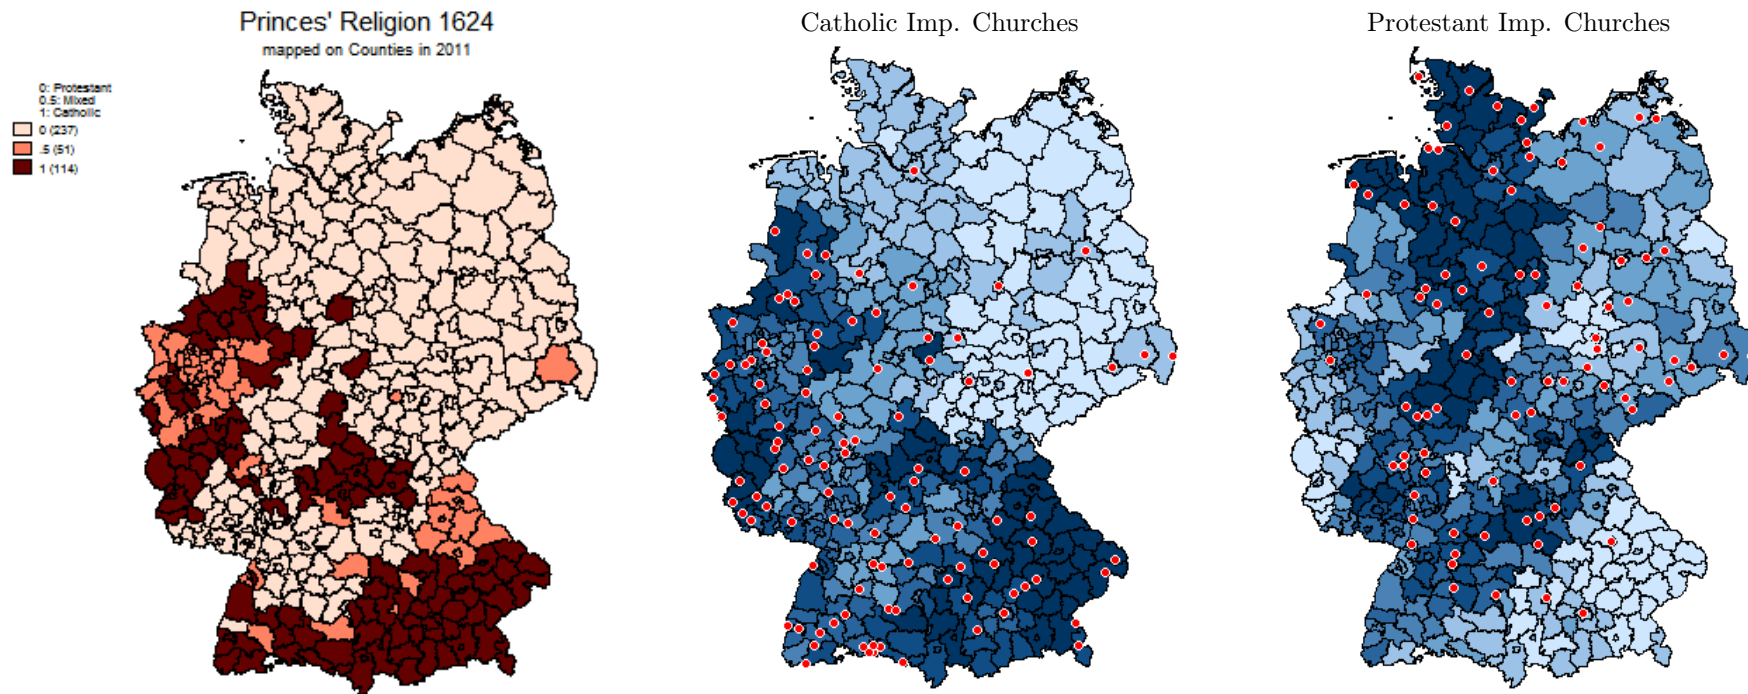 Princes' Religion 1624
mapped on Counties in 2011
0: Protestant
0.5: Mixed
1: Catholic
0 (237)
.5 (51)
1 (114)
Catholic Imp. Churches
Protestant Imp. Churches